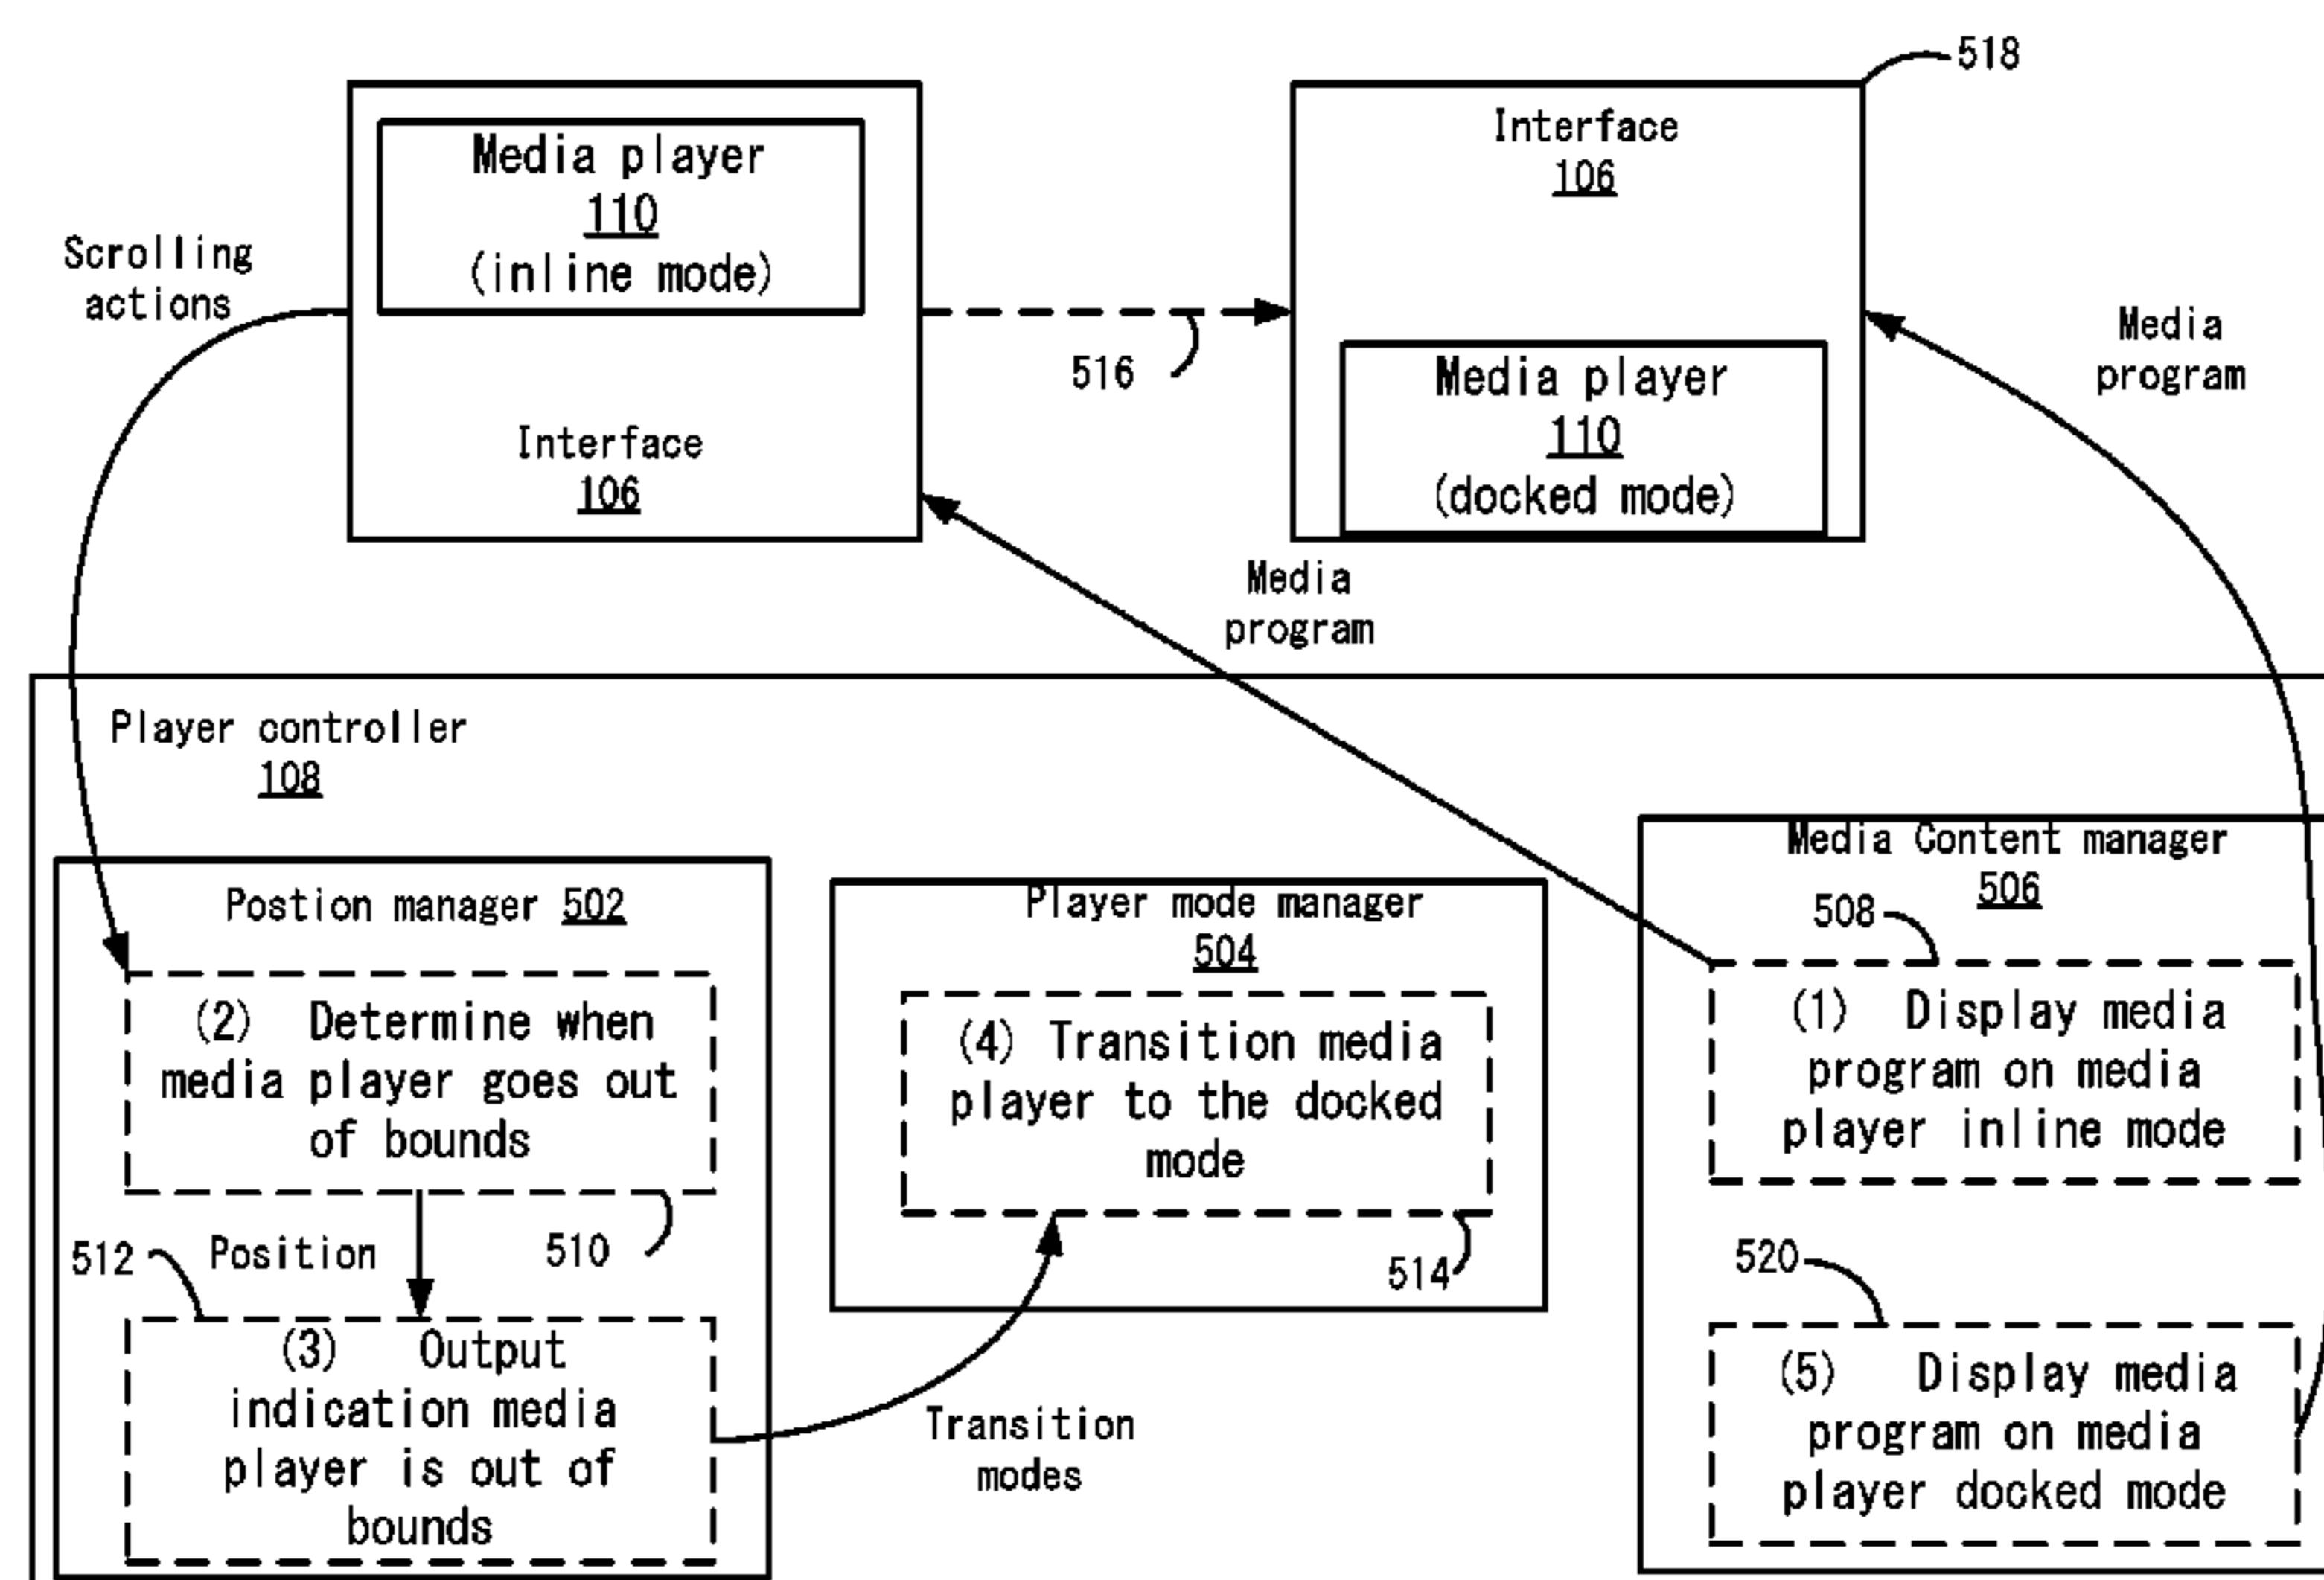 518
Media player
110
(inline mode)
Interface
106
Scrolling
actions
516
Interface
106
Media player
110
(docked mode)
Media
program
Media
program
Player controller
108
Postion manager 502
(2) Determine when
media player goes out
of bounds
510
Position
512
(3) Output
indication media
player is out of
bounds
Player mode manager
504
(4) Transition media
player to the docked
mode
514
Transition
modes
Media Content manager
506
508
(1) Display media
program on media
player inline mode
520
(5) Display media
program on media
player docked mode